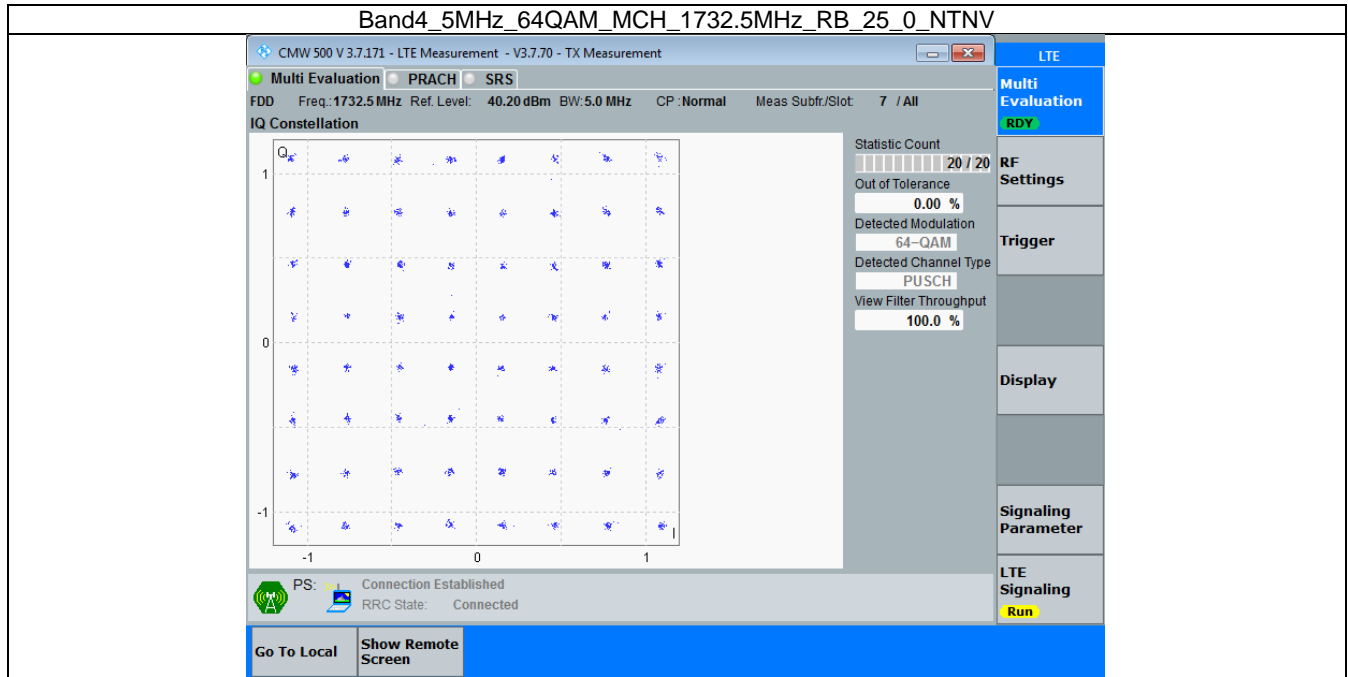 Band4_5MHz_64QAM_MCH_1732.5MHz_RB_25_0_NTNV
CMW 500 V 3.7.171 - LTE Measurement - V3.7.70 - TX Measurement
LTE
Multi Evaluation PRACH SRS
FDD Freq.:1732.5 MHz Ref. Level: 40.20 dBm BW:5.0 MHz CP :Normal Meas Subfr./Slot: 7 / All
IQ Constellation
Q
1
0
-1
-1 0 1
I
Statistic Count
20 / 20
Out of Tolerance
0.00 %
Detected Modulation
64-QAM
Detected Channel Type
PUSCH
View Filter Throughput
100.0 %
Multi
Evaluation
RDY
RF
Settings
Trigger
Display
Signaling
Parameter
LTE
Signaling
Run
PS: Connection Established
RRC State: Connected
Go To Local
Show Remote
Screen